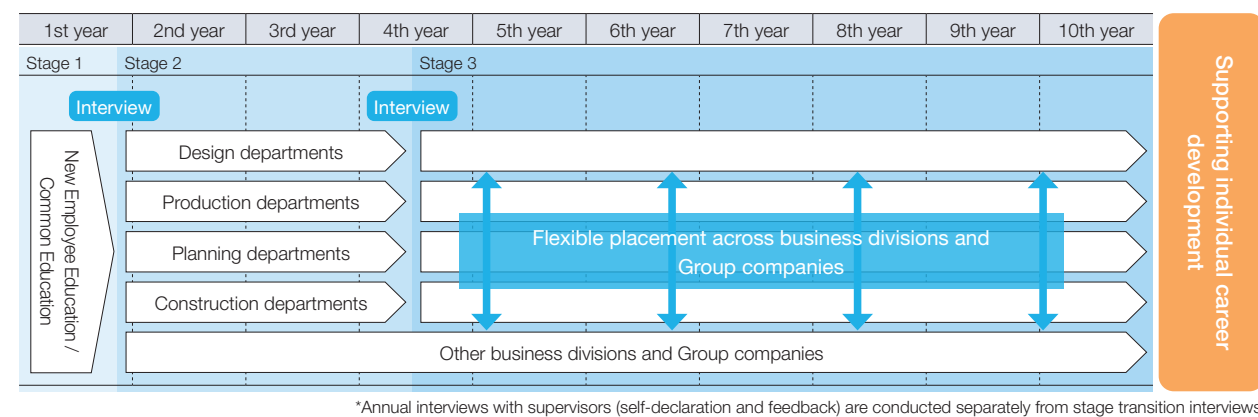 1st year
2nd year
3rd year
4th year
5th year
6th year
7th year
8th year
9th year
10th year
Stage 1
Stage 2
Stage 3
Interview
Interview
New Employee Education /
Common Education
Design departments
Production departments
Planning departments
Construction departments
Flexible placement across business divisions and
Group companies
Other business divisions and Group companies
Supporting individual career
development
*Annual interviews with supervisors (self-declaration and feedback) are conducted separately from stage transition interviews